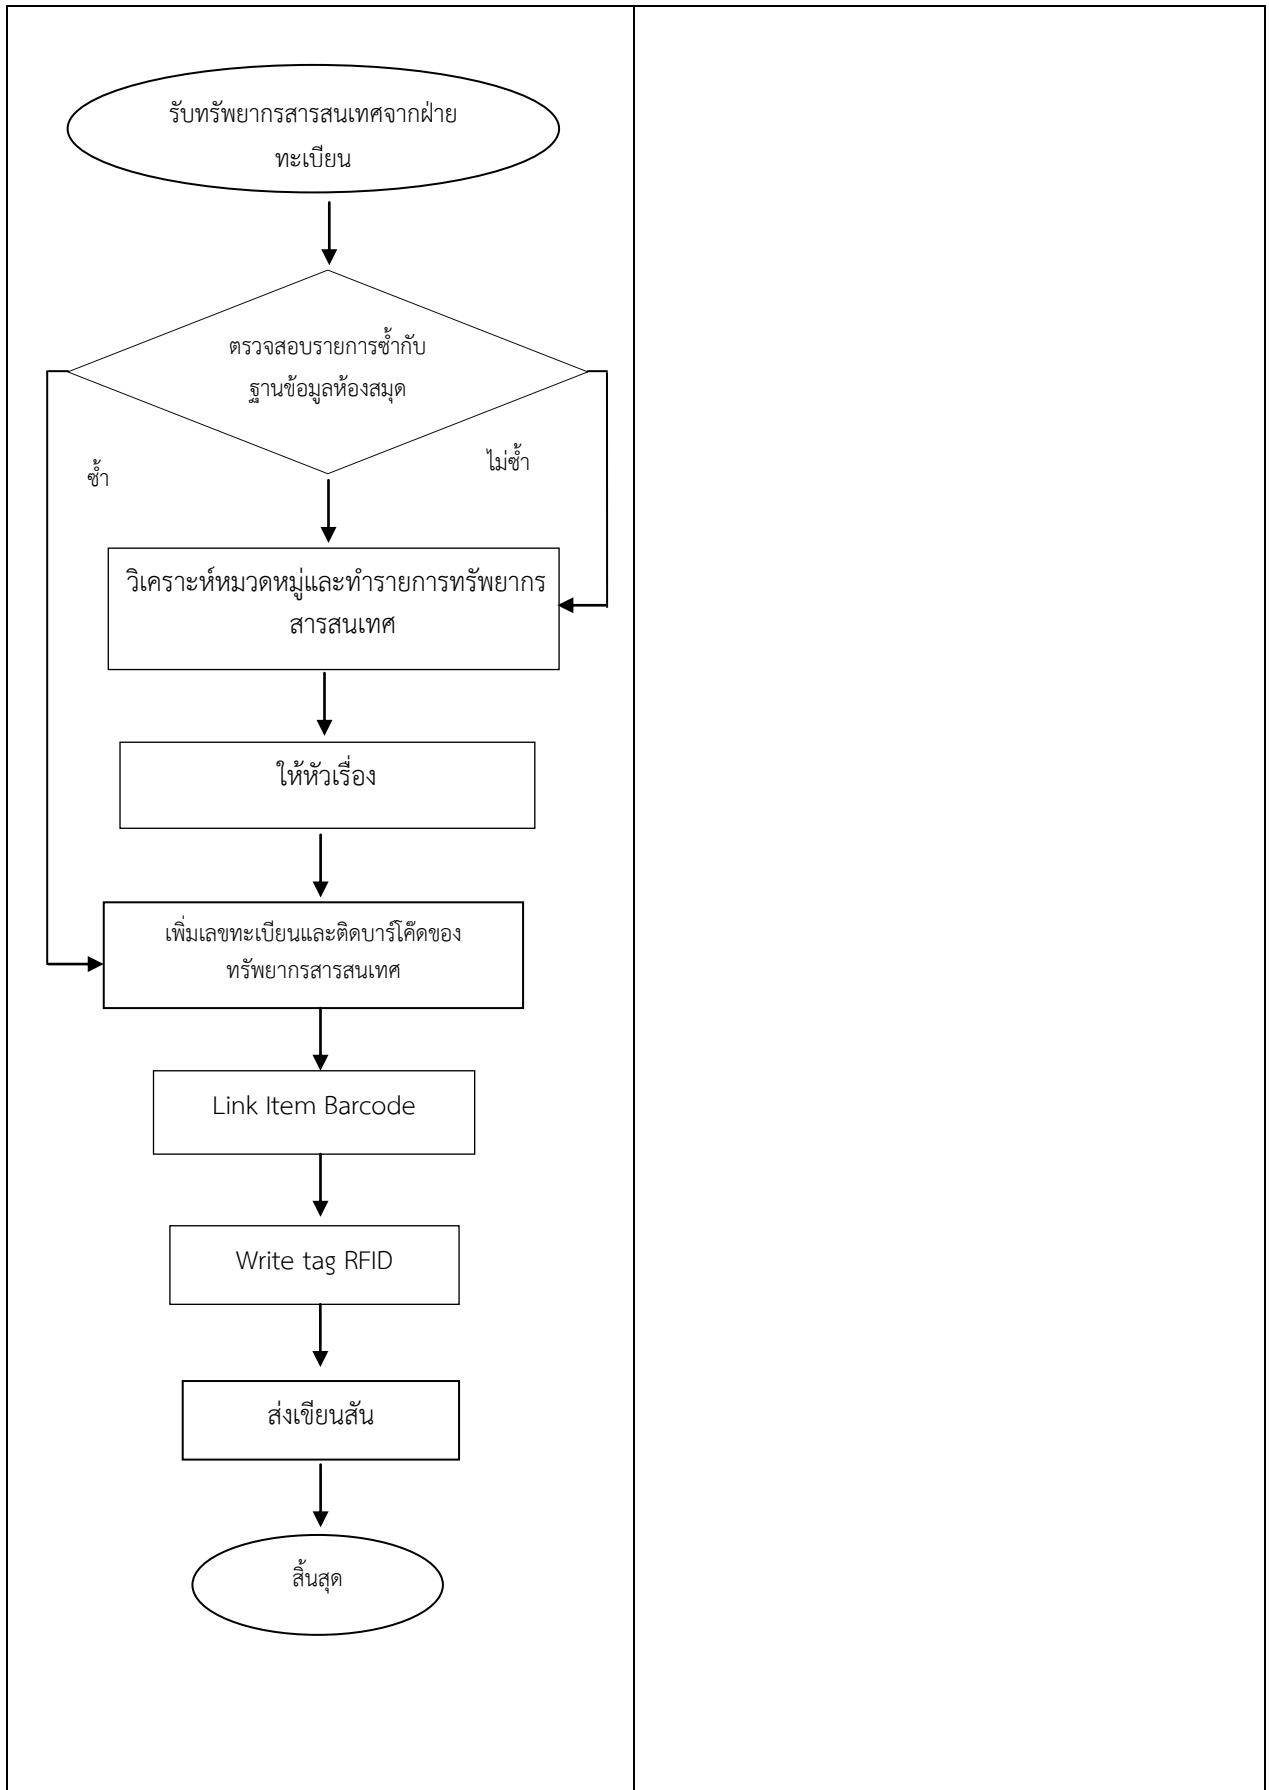 รับทรัพยากรสารสนเทศจากฝ่าย
ทะเบียน
ตรวจสอบรายการซ้ำกับ
ฐานข้อมูลห้องสมุด
ไม่ซ้ำ
ซ้ำ
วิเคราะห์หมวดหมู่และทำรายการทรัพยากร
สารสนเทศ
ให้หัวเรื่อง
เพิ่มเลขทะเบียนและติดบาร์โค๊ดของ
ทรัพยากรสารสนเทศ
Link Item Barcode
Write tag RFID
ส่งเขียนสัน
สิ้นสุด